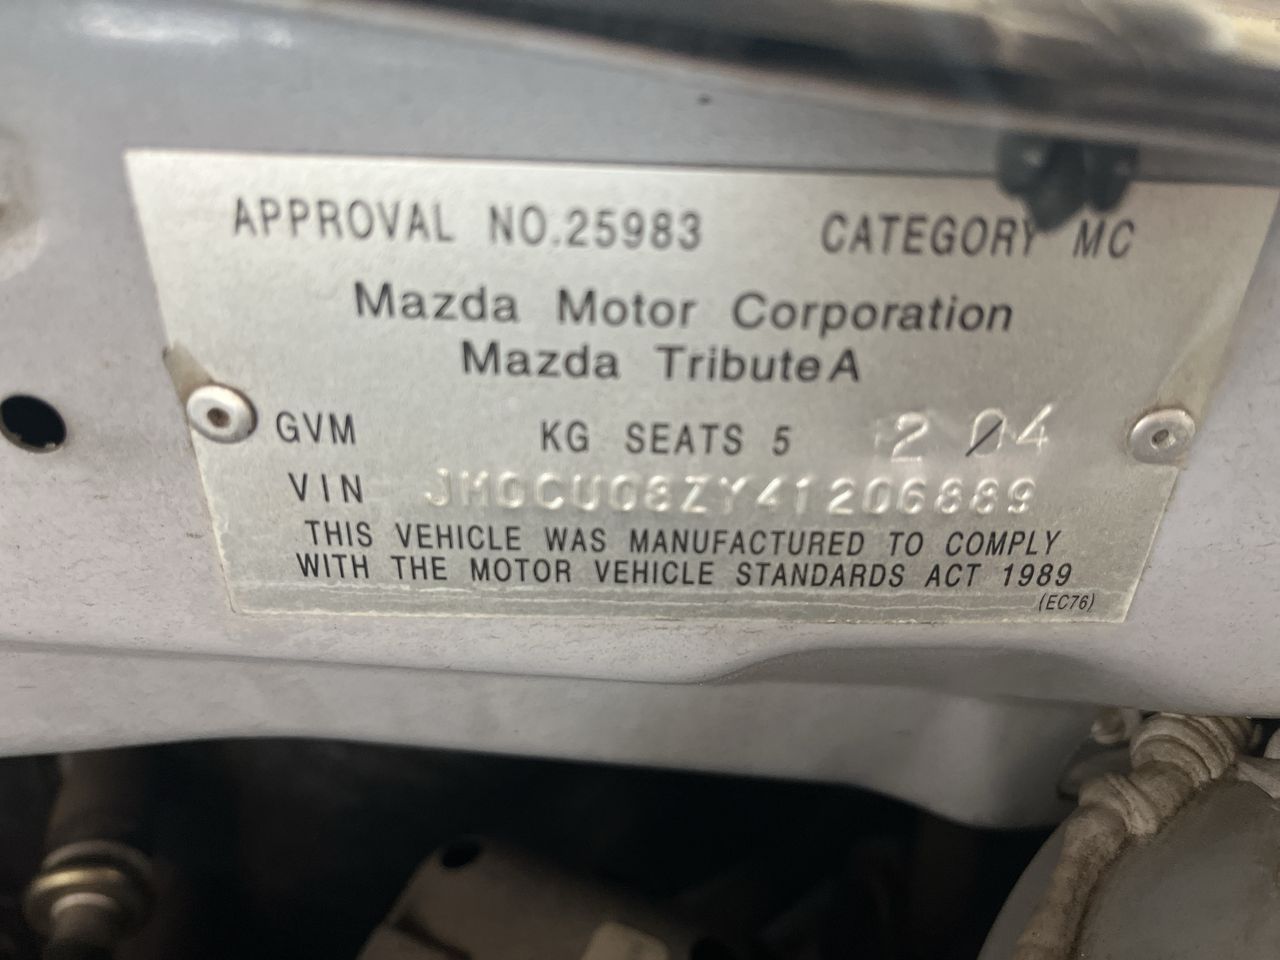 APPROVAL NO.25983 CATEGORY MC
Mazda Motor Corporation
Mazda Tribute A
GVM KG SEATS 5 2 04
VIN JM0CU08ZY41206889
THIS VEHICLE WAS MANUFACTURED TO COMPLY
WITH THE MOTOR VEHICLE STANDARDS ACT 1989
(EC76)